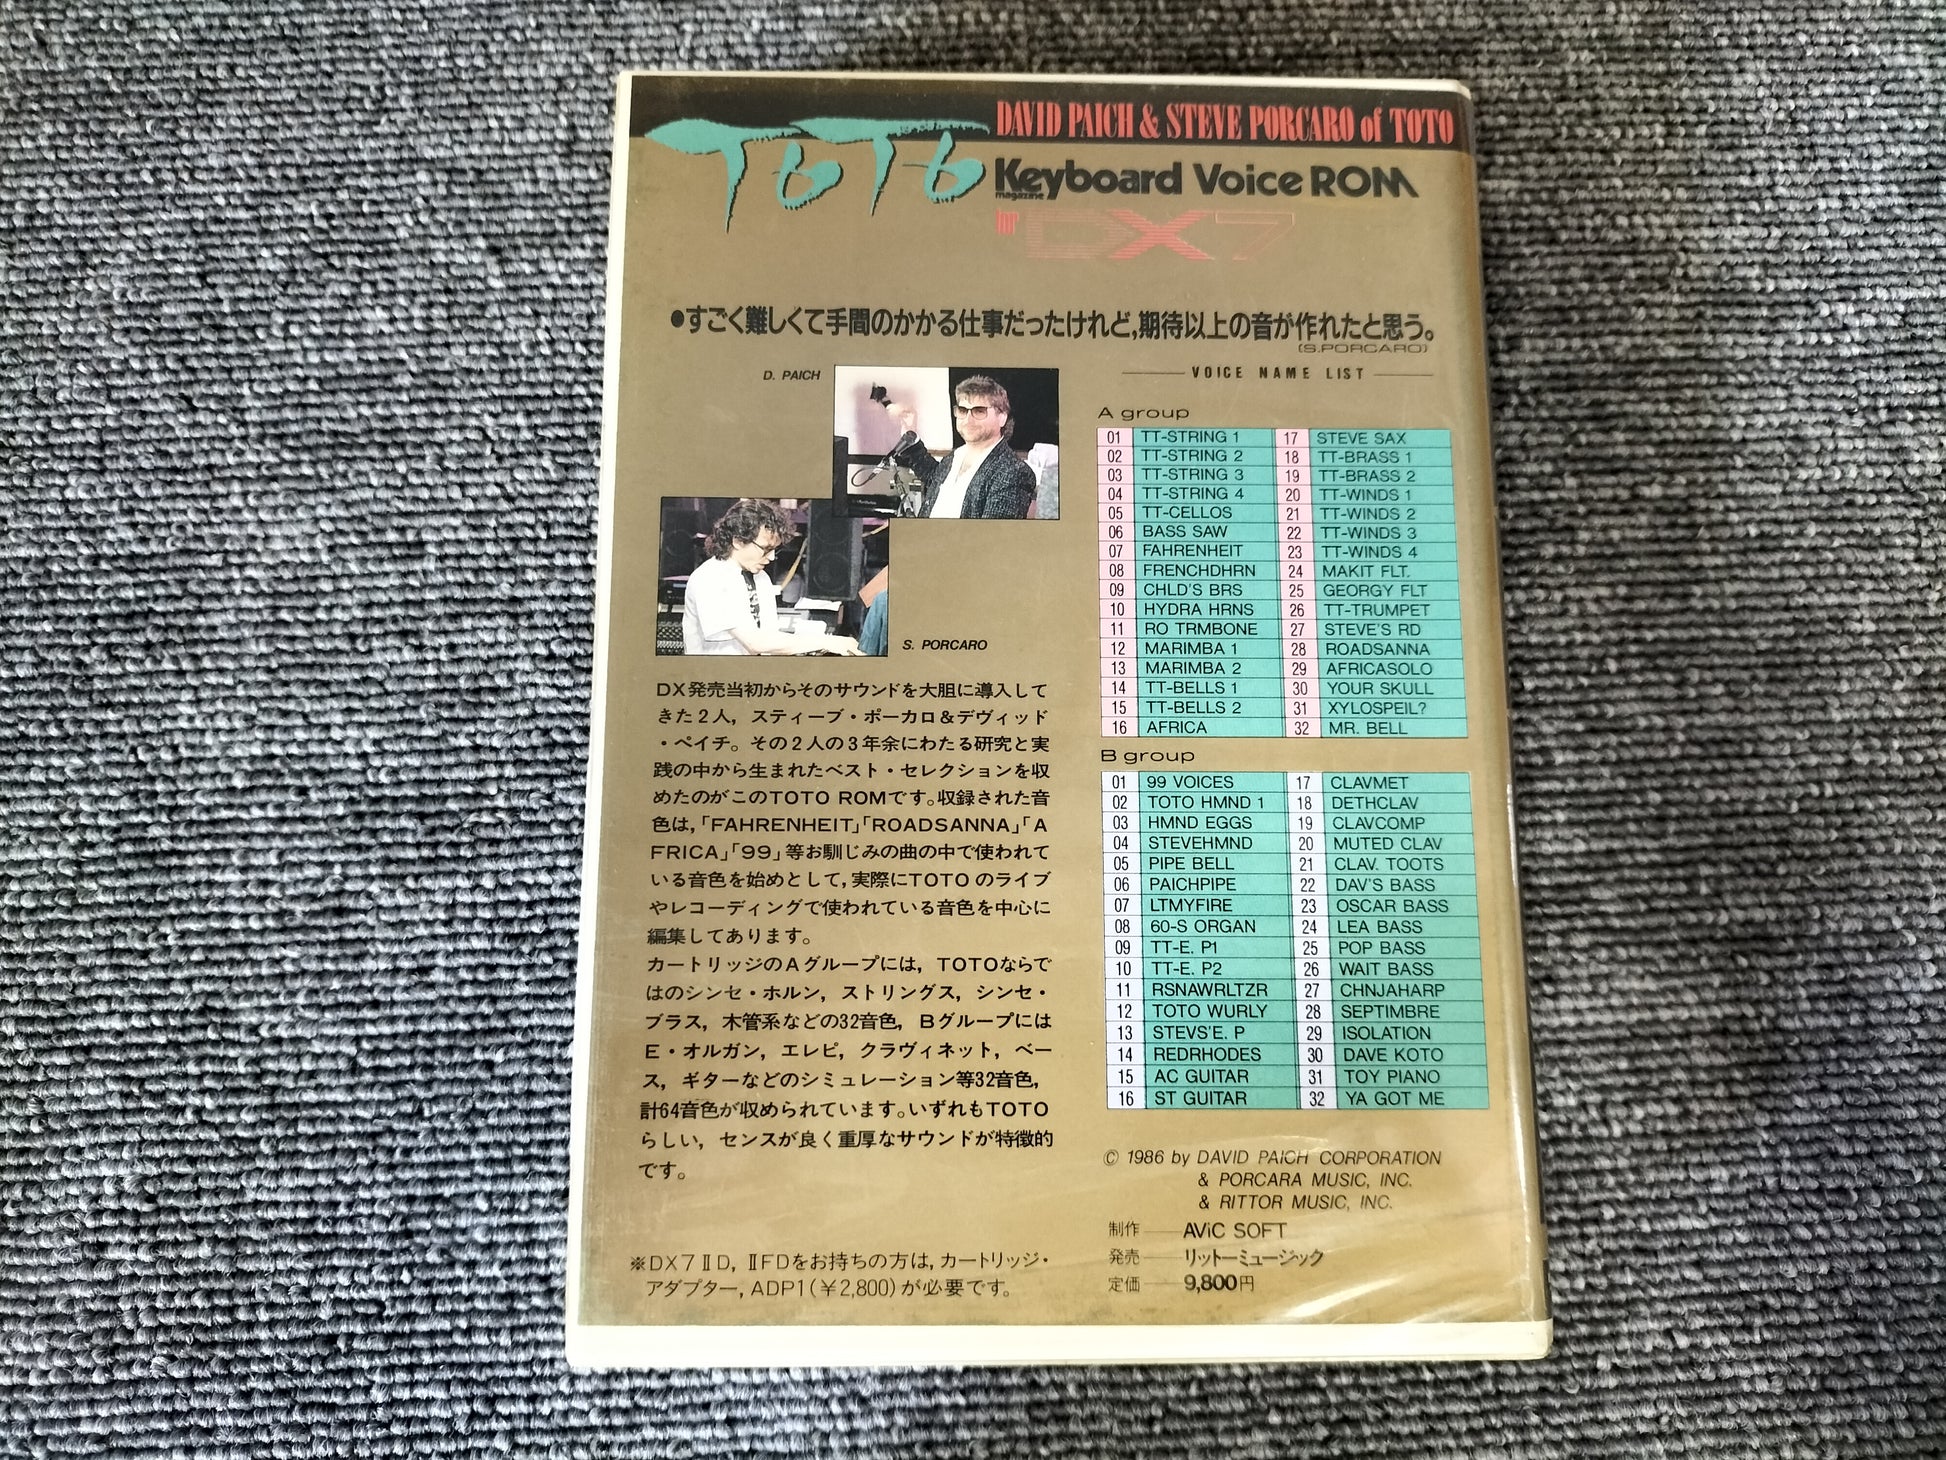 TOTO
DAVID PAICH & STEVE PORCARO of TOTO
Keyboard Voice ROM
magazine
for DX7
●すごく難しくて手間のかかる仕事だったけれど,期待以上の音が作れたと思う。
(S.PORCARO)
D. PAICH
S. PORCARO
DX発売当初からそのサウンドを大胆に導入して
きた2人, スティーブ・ポーカロ&デヴィッド
・ペイチ。その2人の3年余にわたる研究と実
践の中から生まれたベスト・セレクションを収
めたのがこのTOTO ROMです。収録された音
色は,「FAHRENHEIT」「ROADSANNA」「A
FRICA」「99」等お馴じみの曲の中で使われて
いる音色を始めとして,実際にTOTOのライブ
やレコーディングで使われている音色を中心に
編集してあります。
カートリッジのAグループには, TOTOならで
はのシンセ・ホルン, ストリングス, シンセ・
ブラス, 木管系などの32音色, Bグループには
E・オルガン, エレピ, クラヴィネット, ベー
ス, ギターなどのシミュレーション等32音色,
計64音色が収められています。いずれもTOTO
らしい, センスが良く重厚なサウンドが特徴的
です。
※DX7ⅡD, ⅡFDをお持ちの方は,カートリッジ・
アダプター, ADP1(¥2,800)が必要です。
VOICE NAME LIST
A group
01 TT-STRING 1 17 STEVE SAX
02 TT-STRING 2 18 TT-BRASS 1
03 TT-STRING 3 19 TT-BRASS 2
04 TT-STRING 4 20 TT-WINDS 1
05 TT-CELLOS 21 TT-WINDS 2
06 BASS SAW 22 TT-WINDS 3
07 FAHRENHEIT 23 TT-WINDS 4
08 FRENCHDHRN 24 MAKIT FLT.
09 CHLD'S BRS 25 GEORGY FLT
10 HYDRA HRNS 26 TT-TRUMPET
11 RO TRMBONE 27 STEVE'S RD
12 MARIMBA 1 28 ROADSANNA
13 MARIMBA 2 29 AFRICASOLO
14 TT-BELLS 1 30 YOUR SKULL
15 TT-BELLS 2 31 XYLOSPEIL?
16 AFRICA 32 MR. BELL
B group
01 99 VOICES 17 CLAVMET
02 TOTO HMND 1 18 DETHCLAV
03 HMND EGGS 19 CLAVCOMP
04 STEVEHMND 20 MUTED CLAV
05 PIPE BELL 21 CLAV. TOOTS
06 PAICHPIPE 22 DAV'S BASS
07 LTMYFIRE 23 OSCAR BASS
08 60-S ORGAN 24 LEA BASS
09 TT-E. P1 25 POP BASS
10 TT-E. P2 26 WAIT BASS
11 RSNAWRLTZR 27 CHNJAHARP
12 TOTO WURLY 28 SEPTIMBRE
13 STEVS'E. P 29 ISOLATION
14 REDRHODES 30 DAVE KOTO
15 AC GUITAR 31 TOY PIANO
16 ST GUITAR 32 YA GOT ME
© 1986 by DAVID PAICH CORPORATION
& PORCARA MUSIC, INC.
& RITTOR MUSIC, INC.
制作 AViC SOFT
発売 リットーミュージック
定価 9,800円